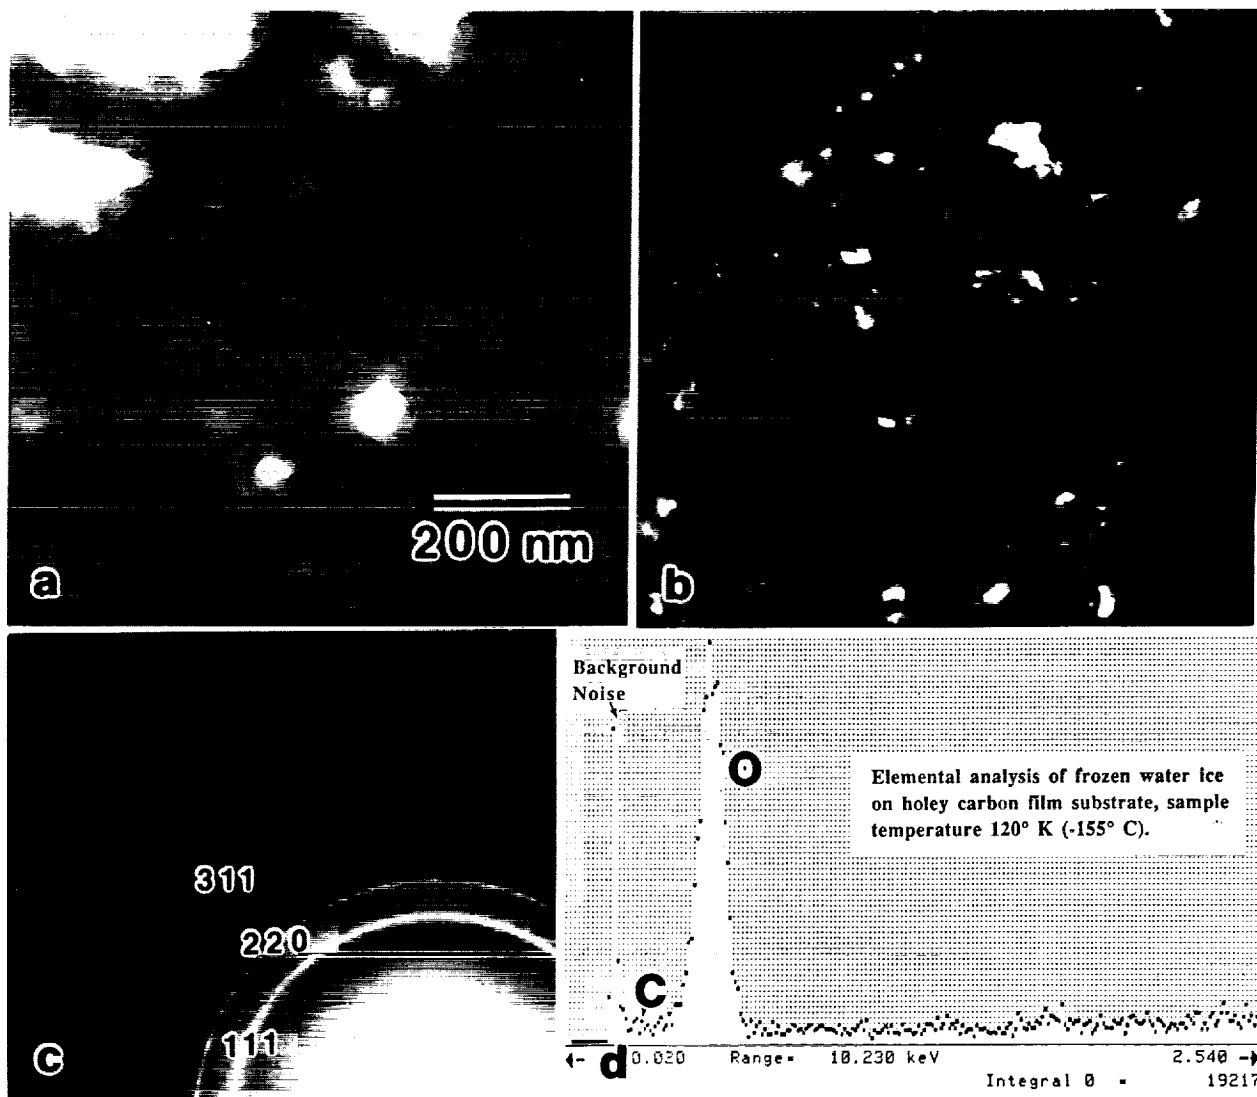 200 nm
a
b
311
220
111
c
Background
Noise
O
Elemental analysis of frozen water ice
on holey carbon film substrate, sample
temperature 120° K (-155° C).
C
d
←- 0.020 Range= 10.230 keV 2.540 →
Integral 0 = 19217